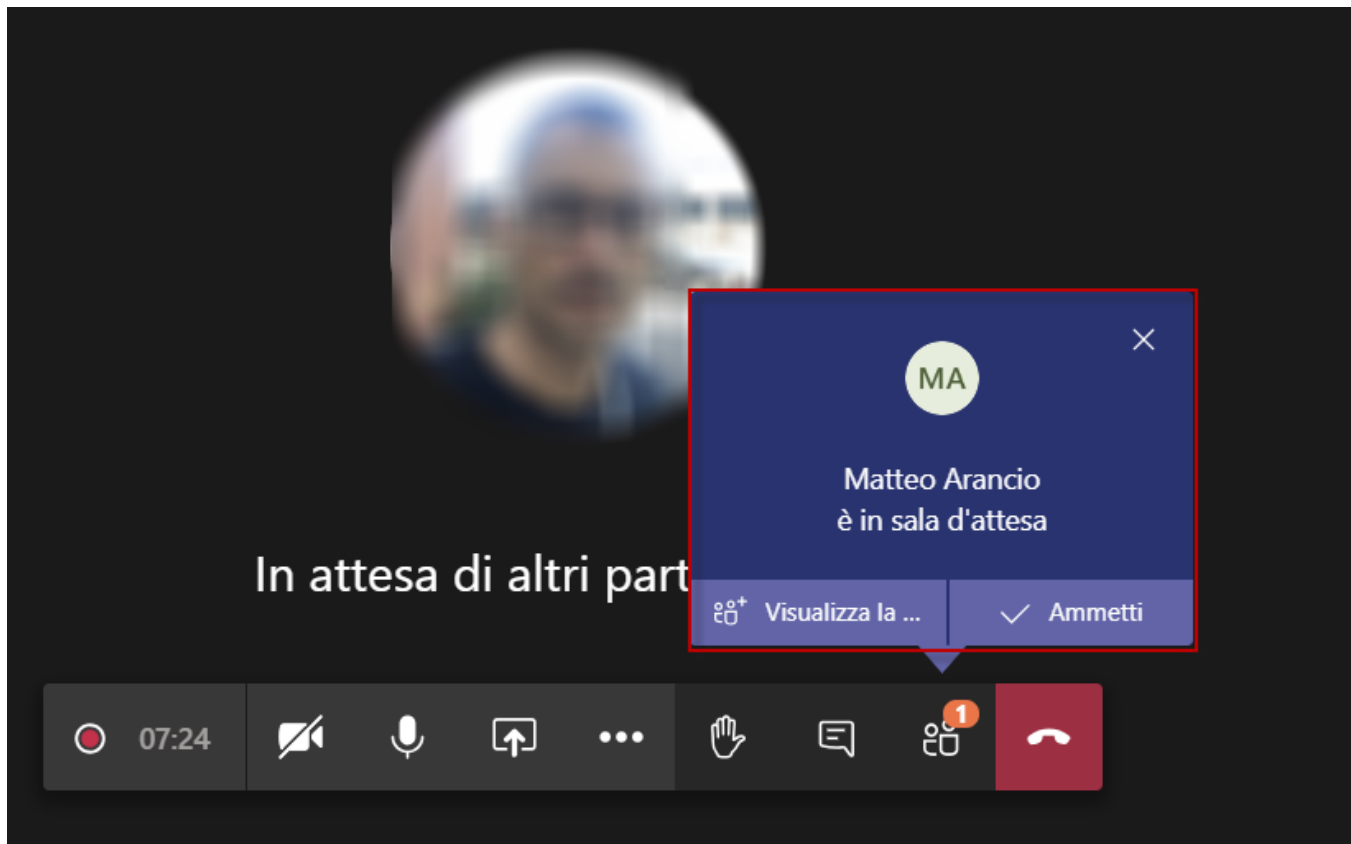 MA
Matteo Arancio
è in sala d'attesa
In attesa di altri part
Visualizza la ...
Ammetti
07:24
1